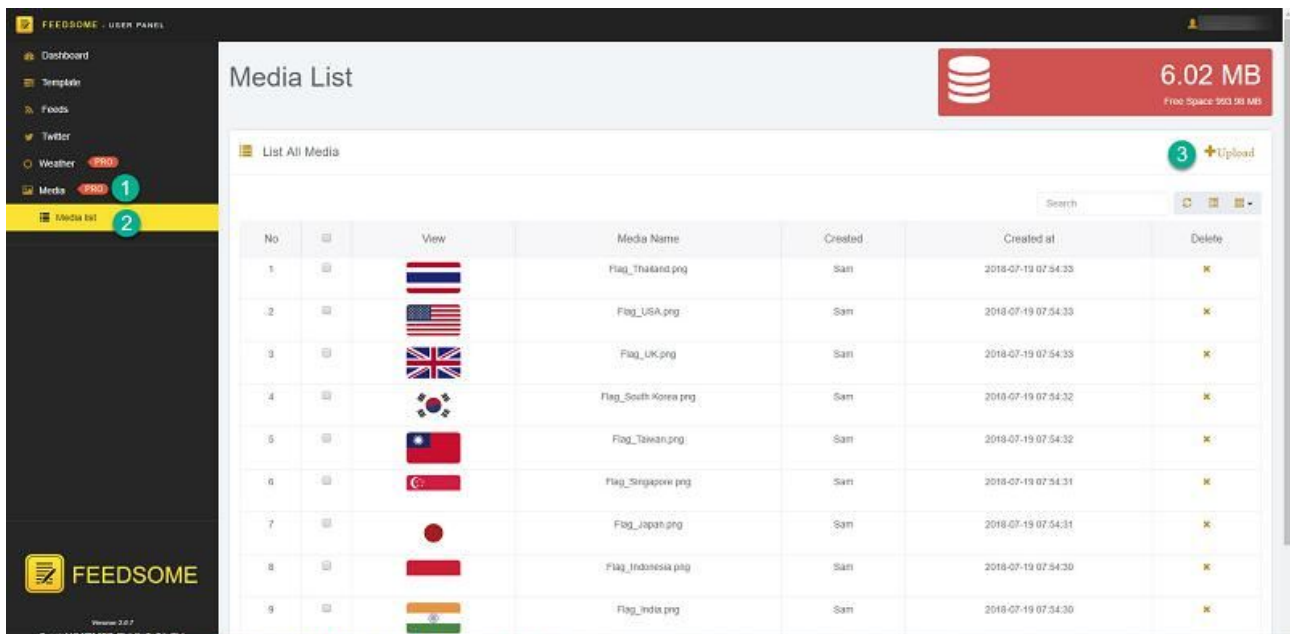 FEEDSOME - USER PANEL
Dashboard
Template
Feeds
Twitter
Weather PRO
Media PRO 1
Media list 2
Media List
6.02 MB
Free Space 993.98 MB
List All Media
3 Upload
Search
No View Media Name Created Created at Delete
1 Flag_Thailand.png Sam 2018-07-19 07:54:33
2 Flag_USA.png Sam 2018-07-19 07:54:33
3 Flag_UK.png Sam 2018-07-19 07:54:33
4 Flag_South Korea.png Sam 2018-07-19 07:54:32
5 Flag_Taiwan.png Sam 2018-07-19 07:54:32
6 Flag_Singapore.png Sam 2018-07-19 07:54:31
7 Flag_Japan.png Sam 2018-07-19 07:54:31
8 Flag_Indonesia.png Sam 2018-07-19 07:54:30
9 Flag_India.png Sam 2018-07-19 07:54:30
FEEDSOME
Version 2.0.7